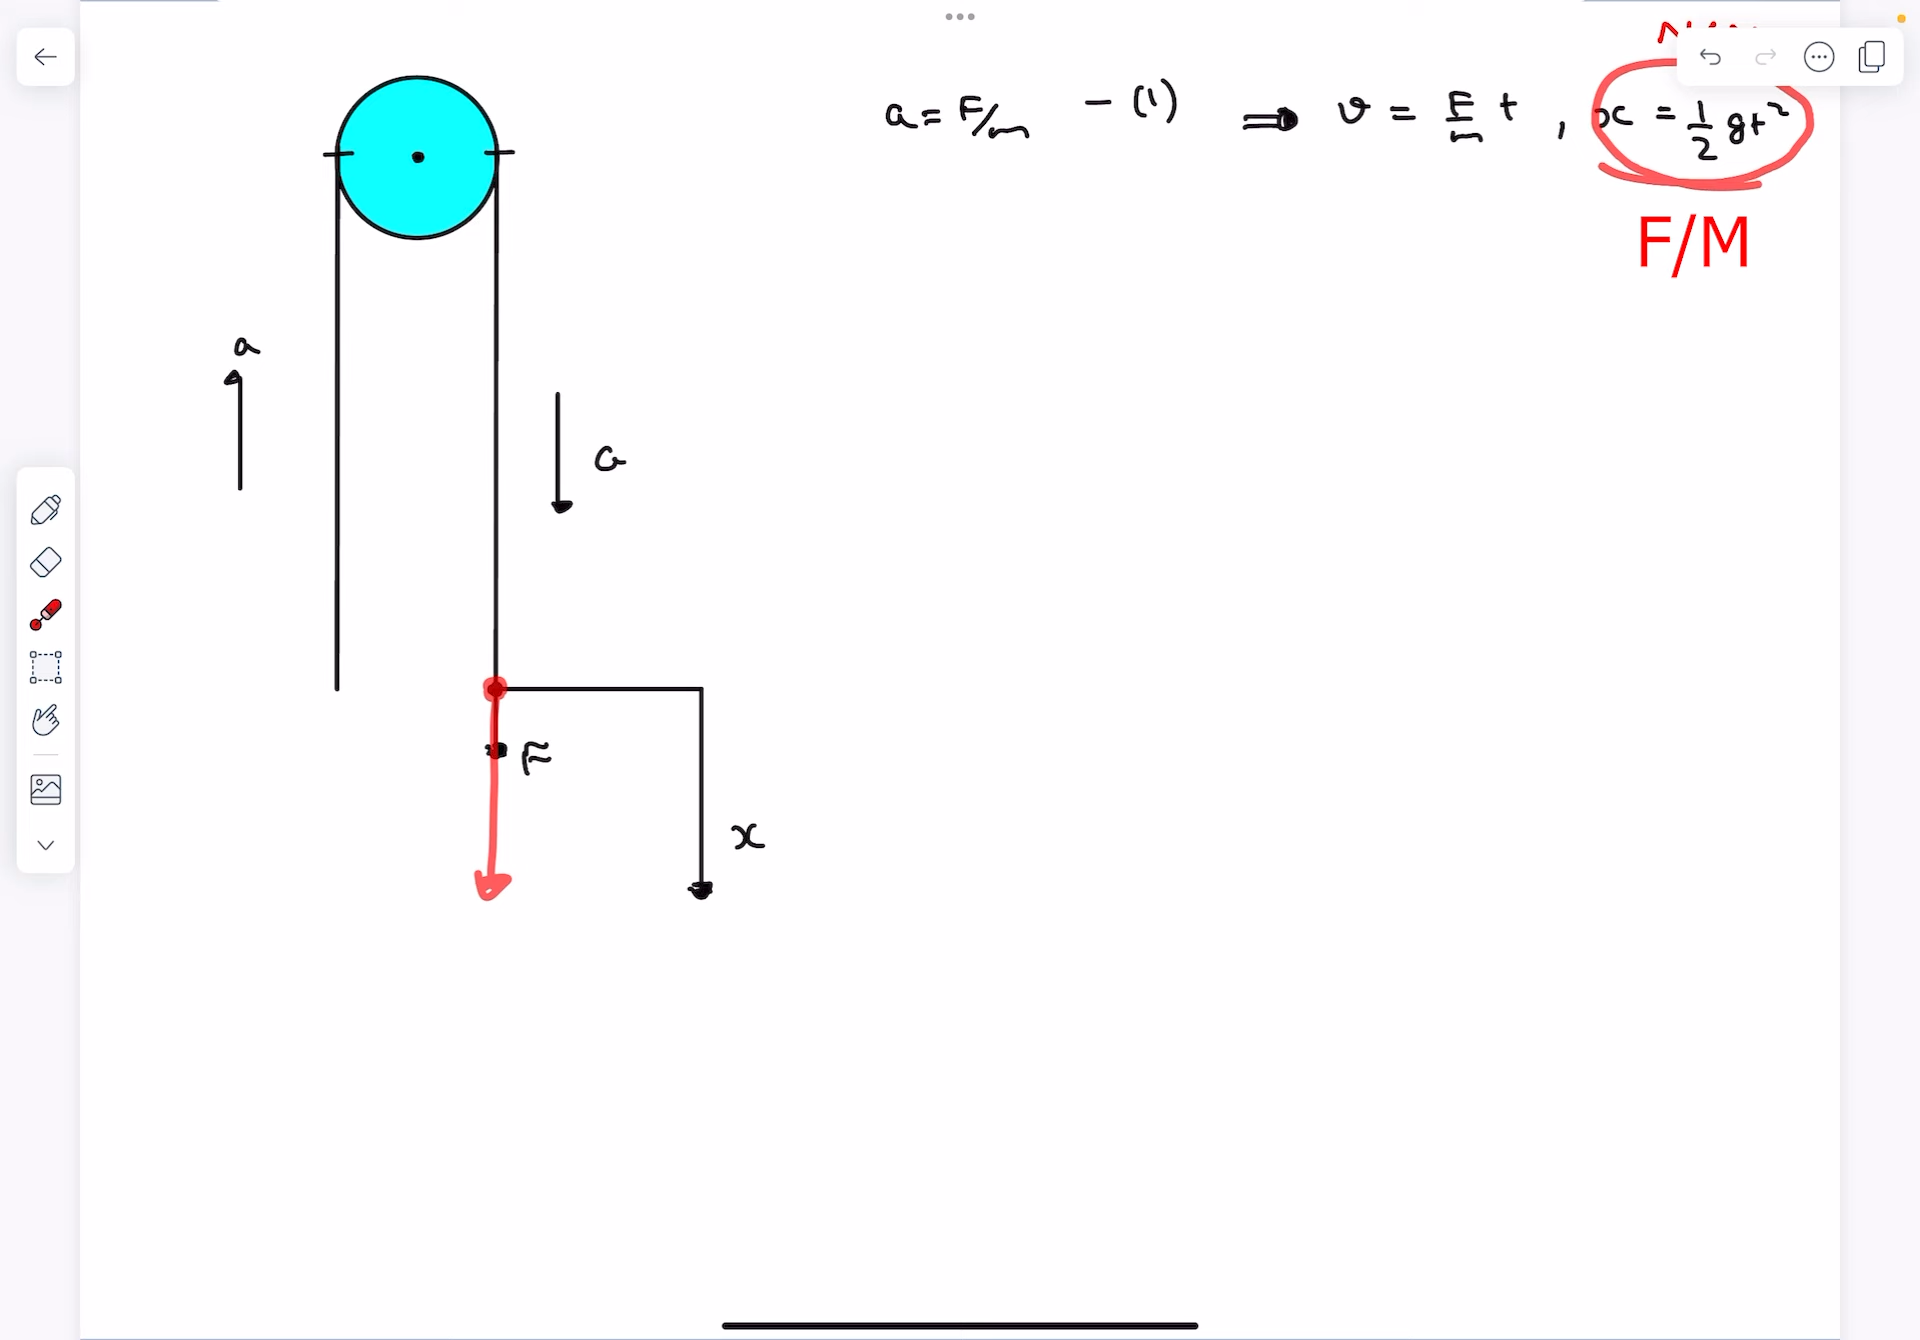 a = F/m - (1) ⟹ v = F/m t , x = 1/2 gt²
F/M
a
a
F
x